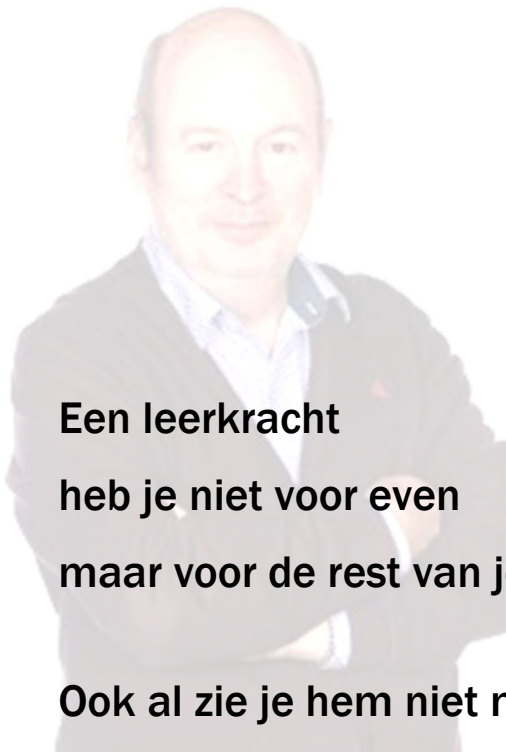 Een leerkracht
heb je niet voor even
maar voor de rest van j
Ook al zie je hem niet